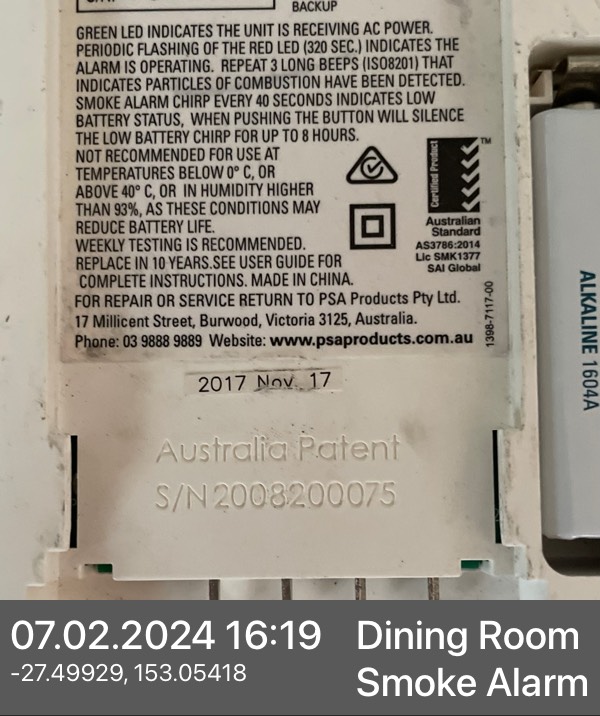 BACKUP
GREEN LED INDICATES THE UNIT IS RECEIVING AC POWER.
PERIODIC FLASHING OF THE RED LED (320 SEC.) INDICATES THE
ALARM IS OPERATING. REPEAT 3 LONG BEEPS (ISO8201) THAT
INDICATES PARTICLES OF COMBUSTION HAVE BEEN DETECTED.
SMOKE ALARM CHIRP EVERY 40 SECONDS INDICATES LOW
BATTERY STATUS, WHEN PUSHING THE BUTTON WILL SILENCE
THE LOW BATTERY CHIRP FOR UP TO 8 HOURS.
NOT RECOMMENDED FOR USE AT
TEMPERATURES BELOW 0° C, OR
ABOVE 40° C, OR IN HUMIDITY HIGHER
THAN 93%, AS THESE CONDITIONS MAY
REDUCE BATTERY LIFE.
WEEKLY TESTING IS RECOMMENDED.
REPLACE IN 10 YEARS.SEE USER GUIDE FOR
COMPLETE INSTRUCTIONS. MADE IN CHINA.
Certified Product
TM
Australian
Standard
AS3786:2014
Lic SMK1377
SAI Global
FOR REPAIR OR SERVICE RETURN TO PSA Products Pty Ltd.
17 Millicent Street, Burwood, Victoria 3125, Australia.
Phone: 03 9888 9889 Website: www.psaproducts.com.au
1398-7117-00
2017 Nov. 17
Australia Patent
S/N2008200075
ALKALINE 1604A
07.02.2024 16:19
-27.49929, 153.05418
Dining Room
Smoke Alarm